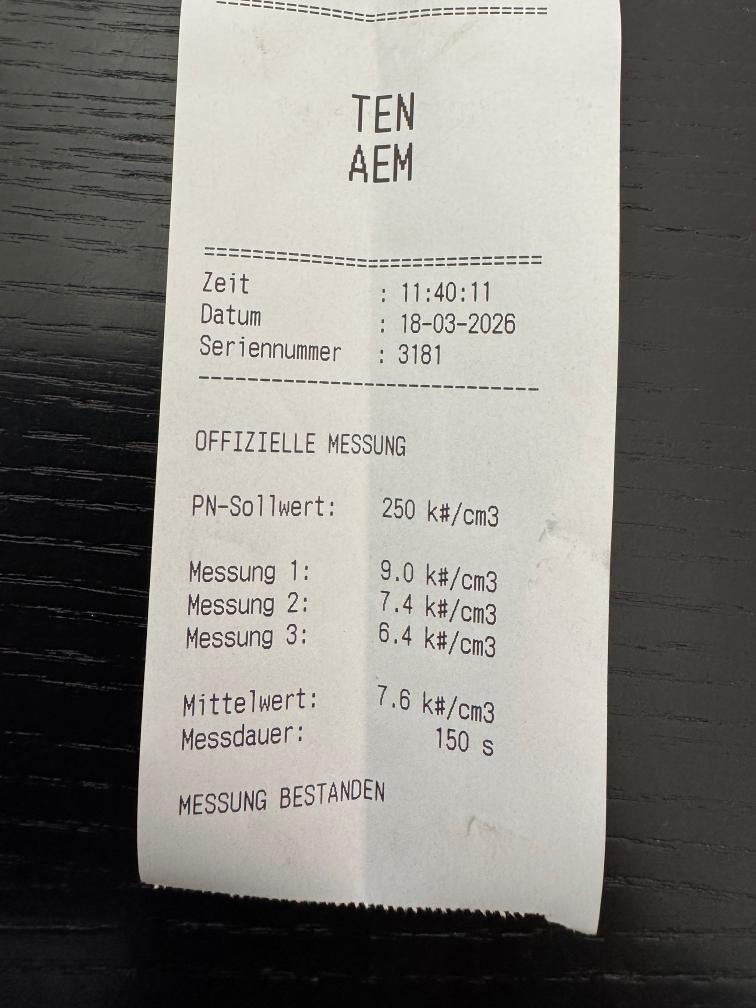 ==============================
TEN
AEM
==============================
Zeit : 11:40:11
Datum : 18-03-2026
Seriennummer : 3181
------------------------------
OFFIZIELLE MESSUNG
PN-Sollwert: 250 k#/cm3
Messung 1: 9.0 k#/cm3
Messung 2: 7.4 k#/cm3
Messung 3: 6.4 k#/cm3
Mittelwert: 7.6 k#/cm3
Messdauer: 150 s
MESSUNG BESTANDEN